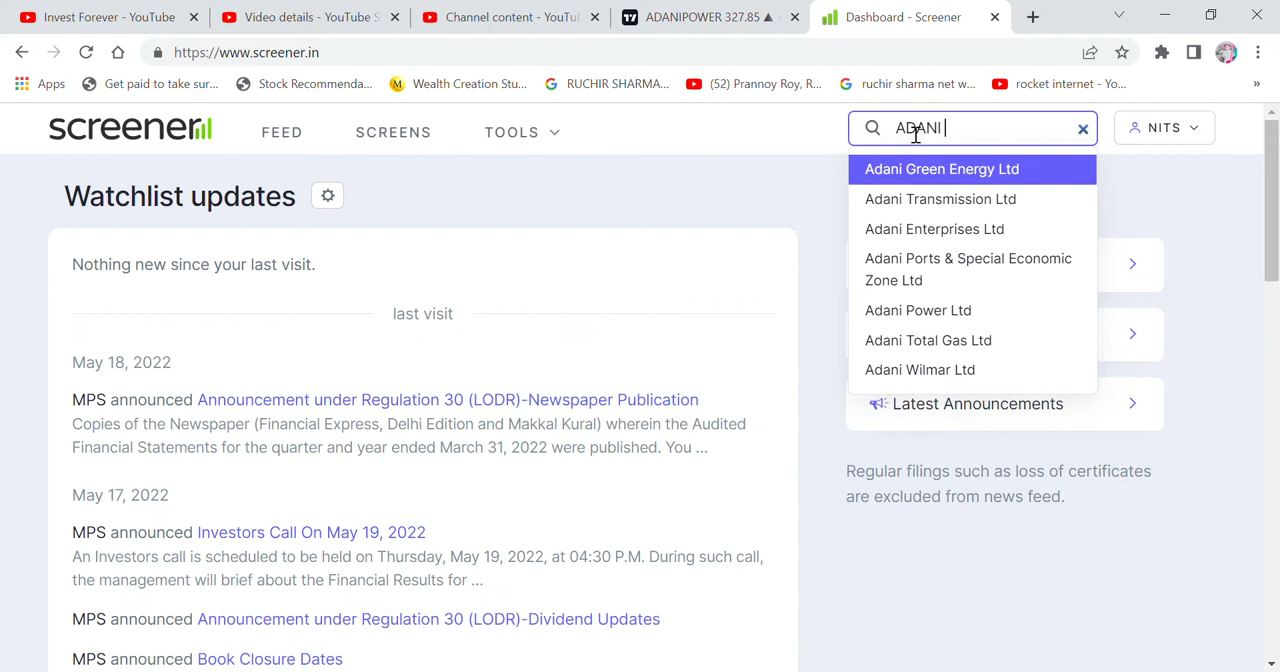 Invest Forever - YouTube
Video details - YouTube S
Channel content - YouTu
ADANIPOWER 327.85 ▲
Dashboard - Screener
https://www.screener.in
Apps
Get paid to take sur...
Stock Recommenda...
Wealth Creation Stu...
RUCHIR SHARMA...
(52) Prannoy Roy, R...
ruchir sharma net w...
rocket internet - Yo...
»
screener
FEED
SCREENS
TOOLS
ADANI
NITS
Adani Green Energy Ltd
Adani Transmission Ltd
Adani Enterprises Ltd
Adani Ports & Special Economic
Zone Ltd
Adani Power Ltd
Adani Total Gas Ltd
Adani Wilmar Ltd
Latest Announcements
Regular filings such as loss of certificates
are excluded from news feed.
Watchlist updates
Nothing new since your last visit.
last visit
May 18, 2022
MPS announced Announcement under Regulation 30 (LODR)-Newspaper Publication
Copies of the Newspaper (Financial Express, Delhi Edition and Makkal Kural) wherein the Audited
Financial Statements for the quarter and year ended March 31, 2022 were published. You ...
May 17, 2022
MPS announced Investors Call On May 19, 2022
An Investors call is scheduled to be held on Thursday, May 19, 2022, at 04:30 P.M. During such call,
the management will brief about the Financial Results for ...
MPS announced Announcement under Regulation 30 (LODR)-Dividend Updates
MPS announced Book Closure Dates